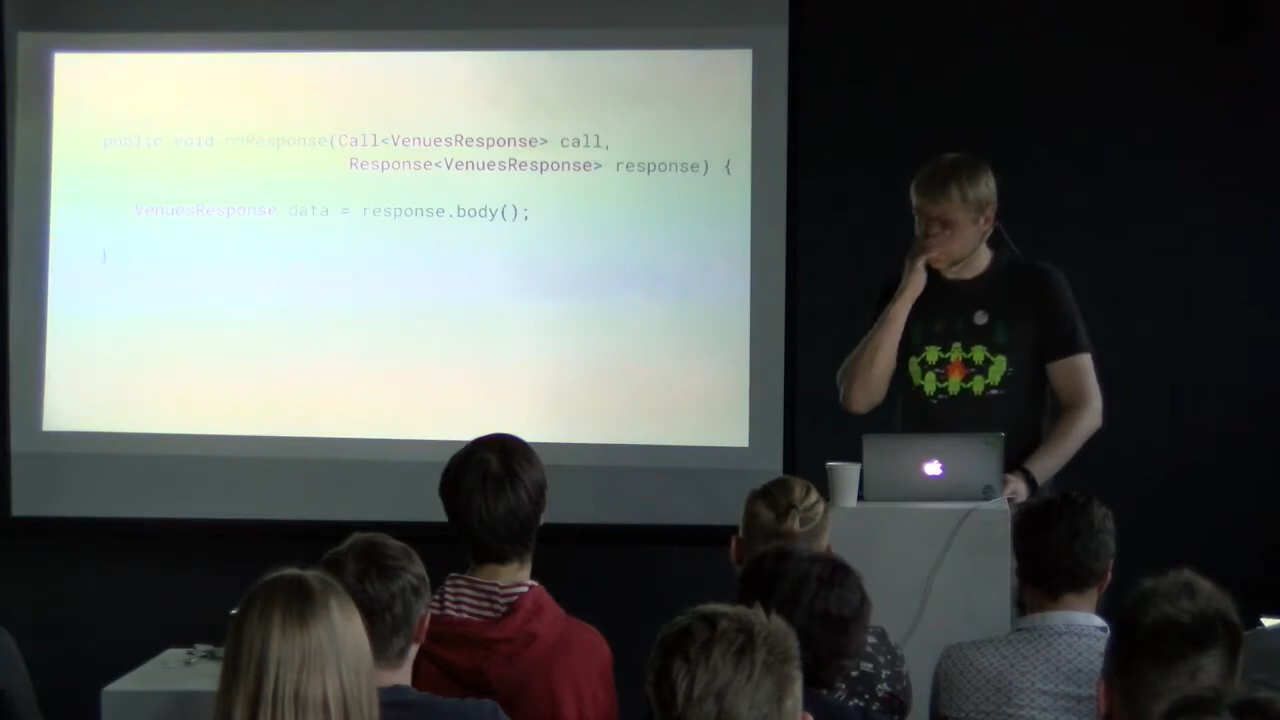 public void onResponse(Call<VenuesResponse> call,
Response<VenuesResponse> response) {
VenuesResponse data = response.body();
}